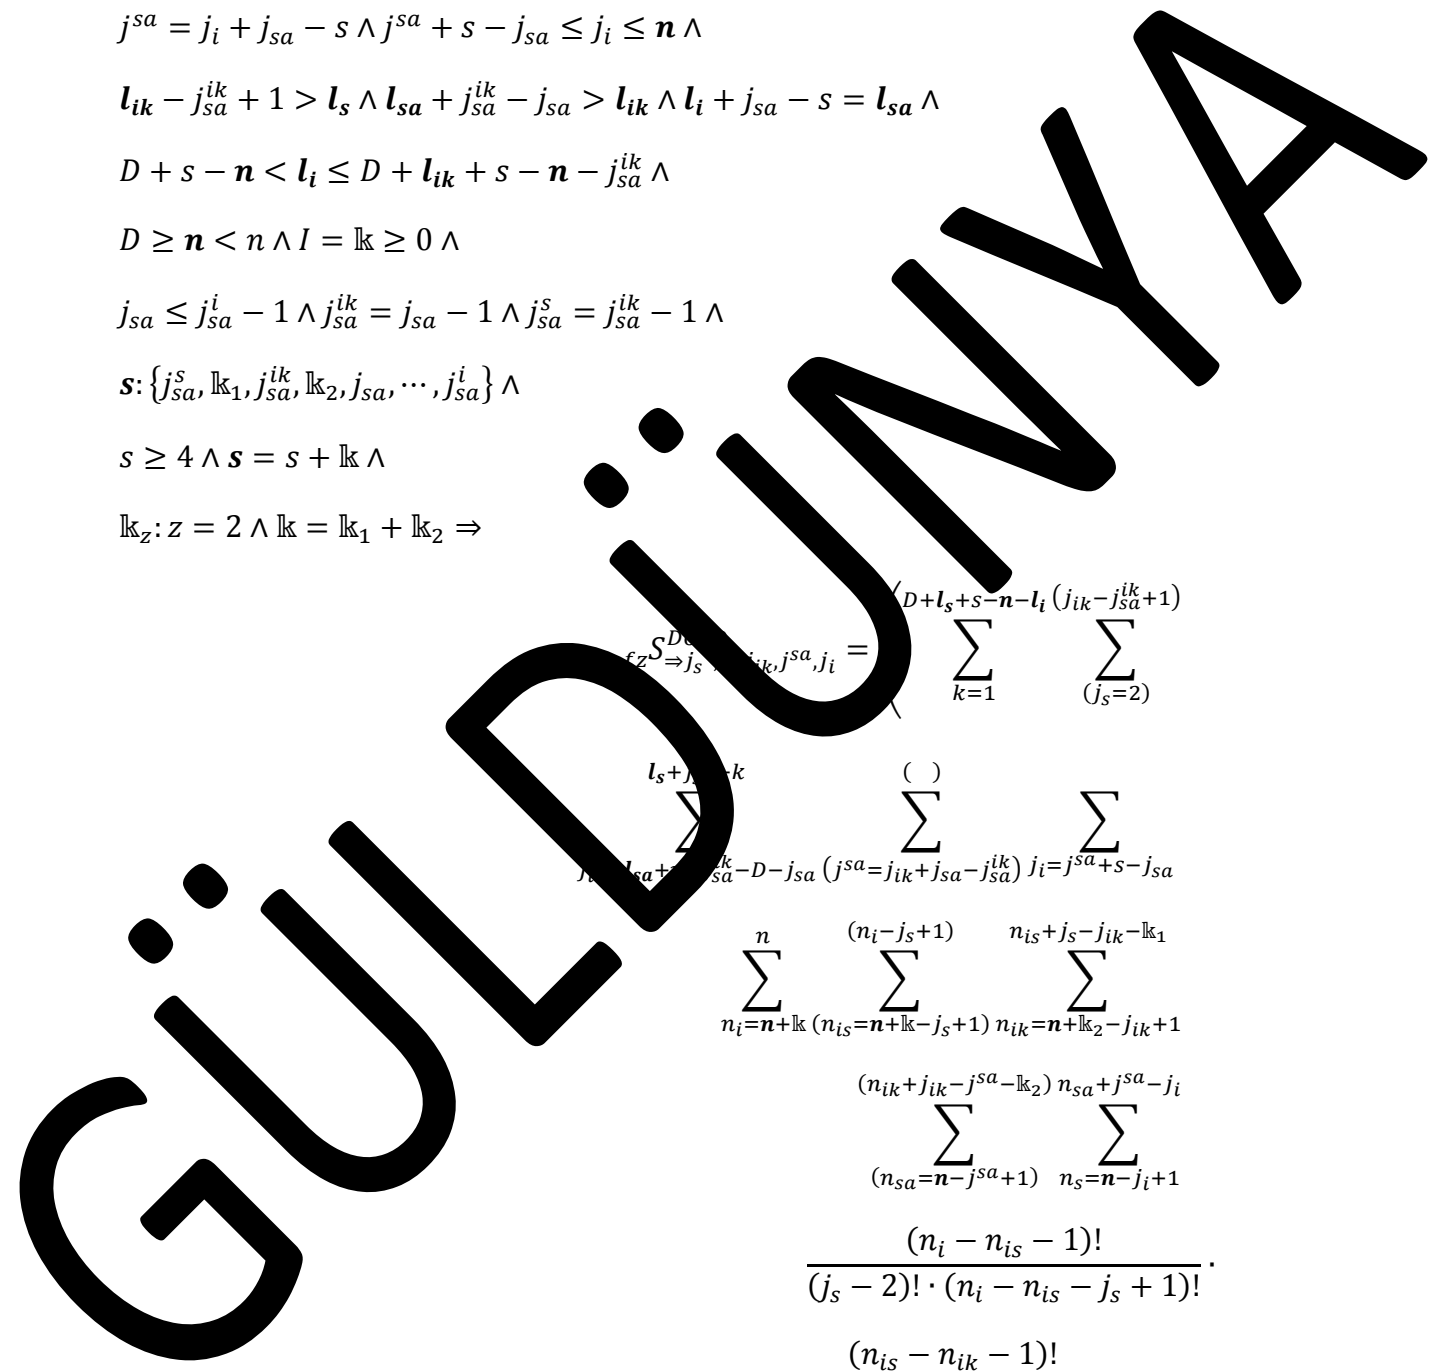 j^{sa} = j_i + j_{sa} − s ∧ j^{sa} + s − j_{sa} ≤ j_i ≤ n ∧
l_{ik} − j_{sa}^{ik} + 1 > l_s ∧ l_{sa} + j_{sa}^{ik} − j_{sa} > l_{ik} ∧ l_i + j_{sa} − s = l_{sa} ∧
D + s − n < l_i ≤ D + l_{ik} + s − n − j_{sa}^{ik} ∧
D ≥ n < n ∧ I = 𝕜 ≥ 0 ∧
j_{sa} ≤ j_{sa}^{i} − 1 ∧ j_{sa}^{ik} = j_{sa} − 1 ∧ j_{sa}^{s} = j_{sa}^{ik} − 1 ∧
s: {j_{sa}^{s}, 𝕜_1, j_{sa}^{ik}, 𝕜_2, j_{sa}, ⋯, j_{sa}^{i}} ∧
s ≥ 4 ∧ s = s + 𝕜 ∧
𝕜_z: z = 2 ∧ 𝕜 = 𝕜_1 + 𝕜_2 ⇒
S_{⇒j_s, j^{sa}, j_i} = ( ∑_{k=1}^{D+l_s+s−n−l_i} ∑_{(j_s=2)}^{(j_{ik}−j_{sa}^{ik}+1)}
∑ ∑_{(j^{sa}=j_{ik}+j_{sa}−j_{sa}^{ik})}^{( )} ∑_{j_i=j^{sa}+s−j_{sa}}
∑_{n_i=n+𝕜}^{n} ∑_{(n_{is}=n+𝕜−j_s+1)}^{(n_i−j_s+1)} ∑_{n_{ik}=n+𝕜_2−j_{ik}+1}^{n_{is}+j_s−j_{ik}−𝕜_1}
∑_{(n_{sa}=n−j^{sa}+1)}^{(n_{ik}+j_{ik}−j^{sa}−𝕜_2)} ∑_{n_s=n−j_i+1}^{n_{sa}+j^{sa}−j_i}
(n_i − n_{is} − 1)!
(j_s − 2)! · (n_i − n_{is} − j_s + 1)! ·
(n_{is} − n_{ik} − 1)!
GÜLDÜNYA